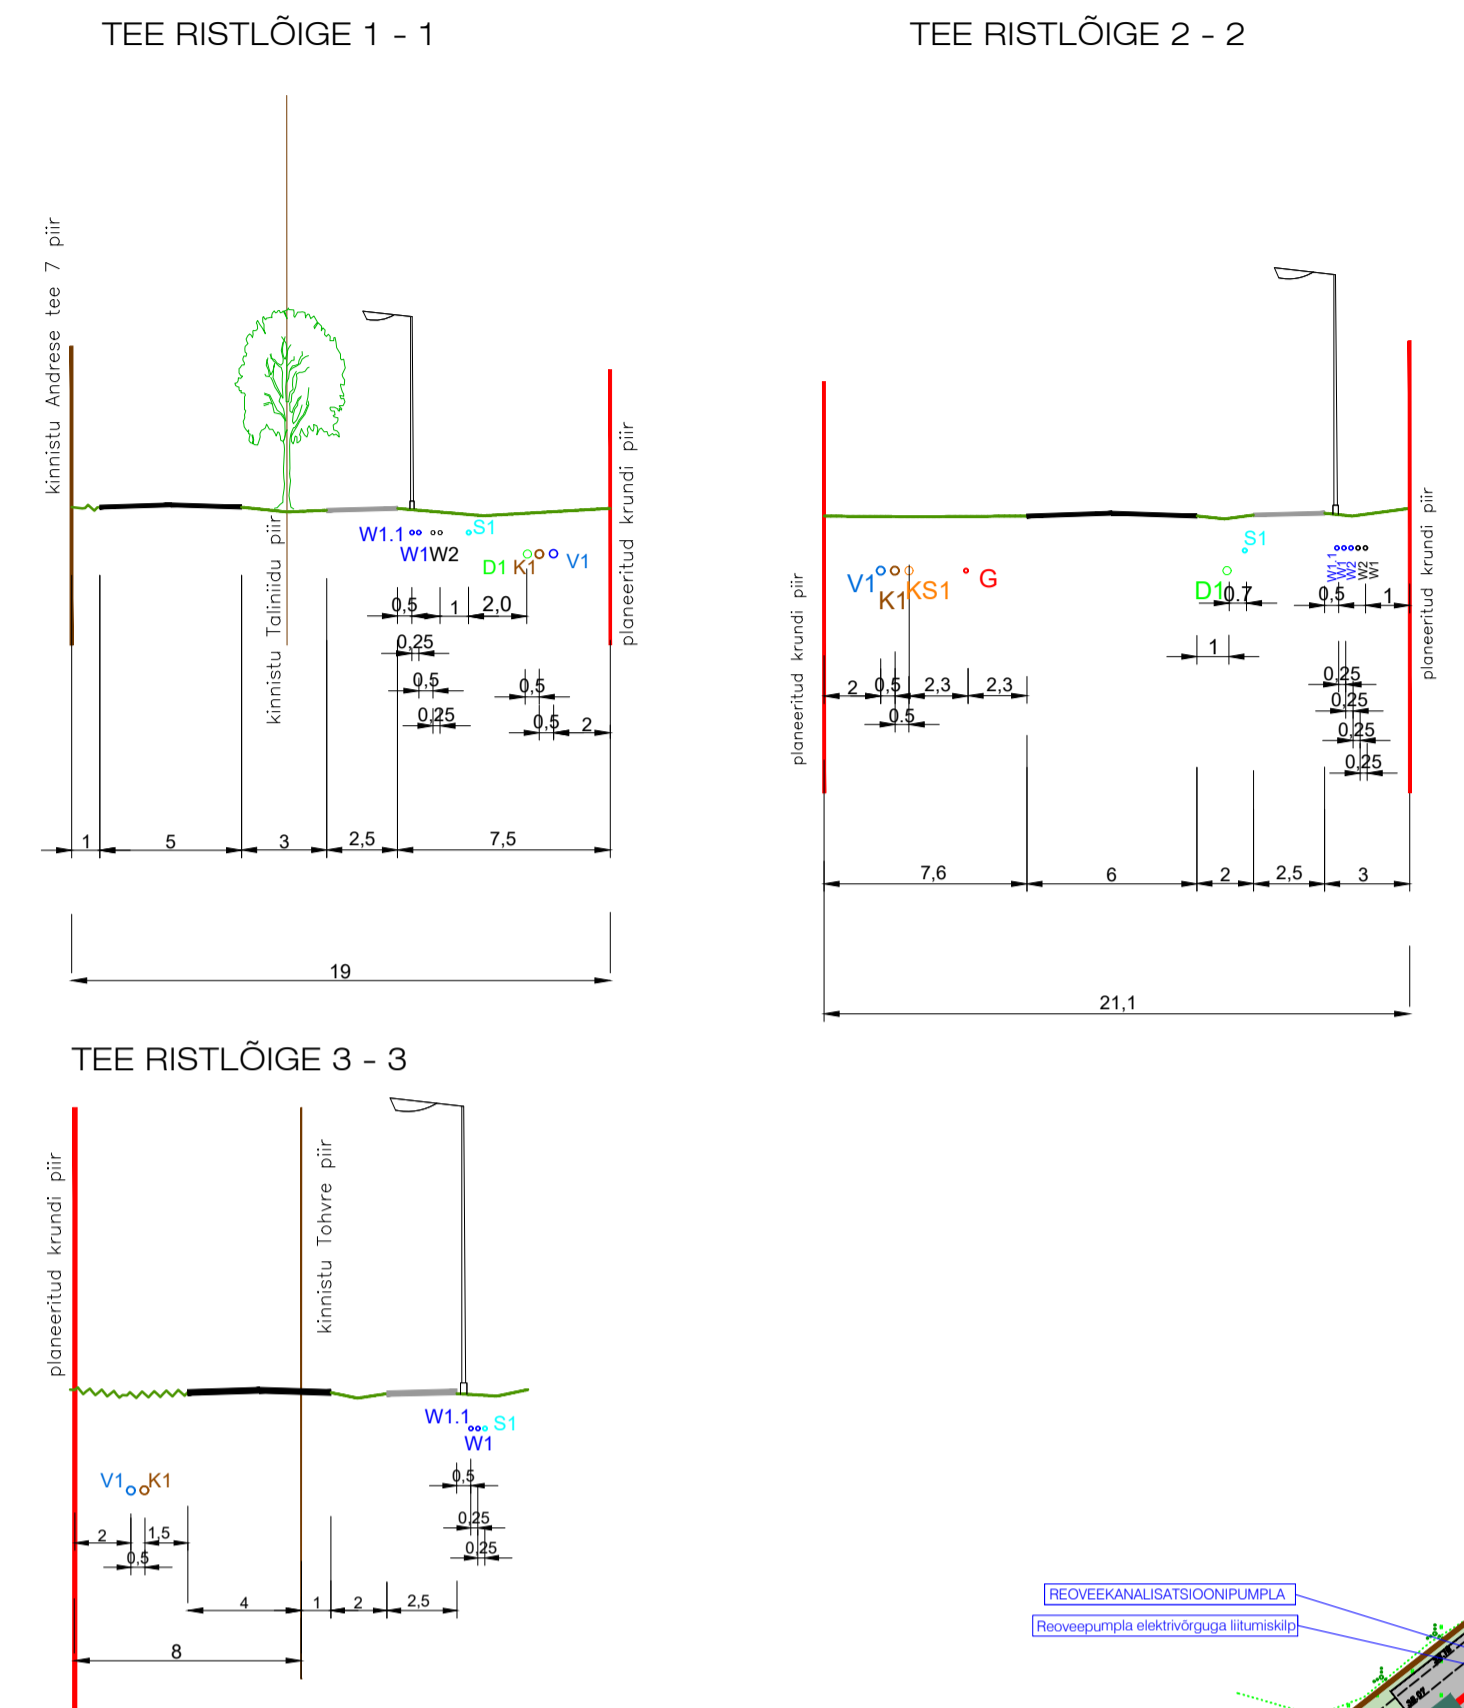 TEE RISTLÕIGE 1 - 1
kinnistu Andrese tee 7 piir
kinnistu Taliniidu piir
planeeritud krundi piir
W1.1
S1
W1 W2
D1 K1 V1
0,5 1 2,0
0,25
0,5 0,5
0,25 0,5 2
1 5 3 2,5 7,5
19
TEE RISTLÕIGE 2 - 2
planeeritud krundi piir
planeeritud krundi piir
S1
V1 K1 KS1 G
D1
W1.1 W1 W2 W2 W1
0.7 0,5 1
1
2 0,5 2,3 2,3
0.5
0,25
0,25
0,25
0,25
7,6 6 2 2,5 3
21,1
TEE RISTLÕIGE 3 - 3
planeeritud krundi piir
kinnistu Tohvre piir
W1.1 S1
W1
V1 K1
0,5
0,25
0,25
2 1,5
0,5
4 1 2 2,5
8
REOVEEKANALISATSIOONIPUMPLA
Reoveepumpla elektrivõrguga liitumiskilp